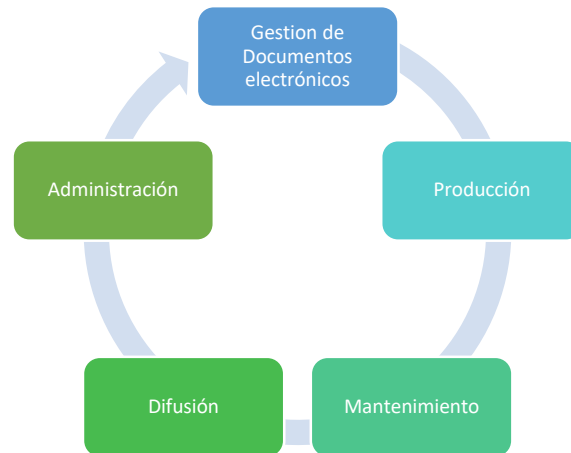 Gestion de
Documentos
electrónicos
Administración
Producción
Difusión
Mantenimiento